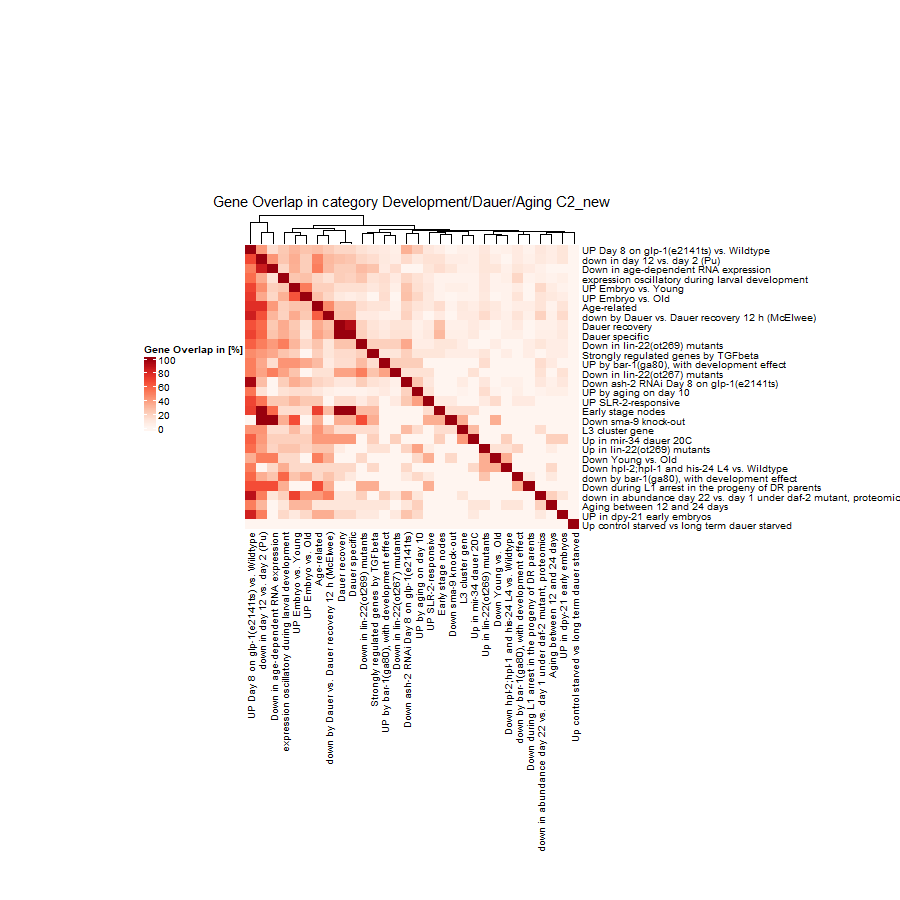 Gene Overlap in category Development/Dauer/Aging C2_new
UP Day 8 on glp-1(e2141ts) vs. Wildtype
down in day 12 vs. day 2 (Pu)
Down in age-dependent RNA expression
expression oscillatory during larval development
UP Embryo vs. Young
UP Embryo vs. Old
Age-related
down by Dauer vs. Dauer recovery 12 h (McElwee)
Dauer recovery
Dauer specific
Down in lin-22(ot269) mutants
Strongly regulated genes by TGFbeta
UP by bar-1(ga80), with development effect
Down in lin-22(ot267) mutants
Down ash-2 RNAi Day 8 on glp-1(e2141ts)
UP by aging on day 10
UP SLR-2-responsive
Early stage nodes
Down sma-9 knock-out
L3 cluster gene
Up in mir-34 dauer 20C
Up in lin-22(ot269) mutants
Down Young vs. Old
Down hpl-2;hpl-1 and his-24 L4 vs. Wildtype
down by bar-1(ga80), with development effect
Down during L1 arrest in the progeny of DR parents
down in abundance day 22 vs. day 1 under daf-2 mutant, proteomic
Aging between 12 and 24 days
UP in dpy-21 early embryos
Up control starved vs long term dauer starved
Gene Overlap in [%]
100
80
60
40
20
0
UP Day 8 on glp-1(e2141ts) vs. Wildtype
down in day 12 vs. day 2 (Pu)
Down in age-dependent RNA expression
expression oscillatory during larval development
UP Embryo vs. Young
UP Embryo vs. Old
Age-related
down by Dauer vs. Dauer recovery 12 h (McElwee)
Dauer recovery
Dauer specific
Down in lin-22(ot269) mutants
Strongly regulated genes by TGFbeta
UP by bar-1(ga80), with development effect
Down in lin-22(ot267) mutants
Down ash-2 RNAi Day 8 on glp-1(e2141ts)
UP by aging on day 10
UP SLR-2-responsive
Early stage nodes
Down sma-9 knock-out
L3 cluster gene
Up in mir-34 dauer 20C
Up in lin-22(ot269) mutants
Down Young vs. Old
Down hpl-2;hpl-1 and his-24 L4 vs. Wildtype
down by bar-1(ga80), with development effect
Down during L1 arrest in the progeny of DR parents
down in abundance day 22 vs. day 1 under daf-2 mutant, proteomics
Aging between 12 and 24 days
UP in dpy-21 early embryos
Up control starved vs long term dauer starved